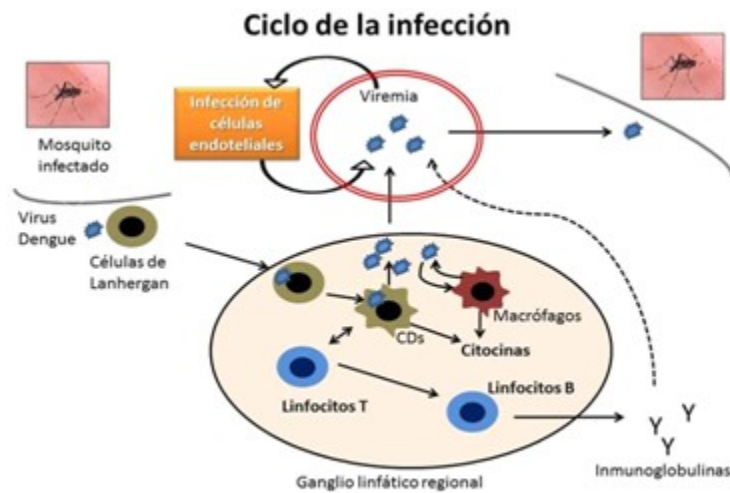 Ciclo de la infección
Mosquito
infectado
Infección de
células
endoteliales
Viremia
Virus
Dengue
Células de
Lanhergan
CDs
Macrófagos
Citocinas
Linfocitos T
Linfocitos B
Y Y
Y
Inmunoglobulinas
Ganglio linfático regional